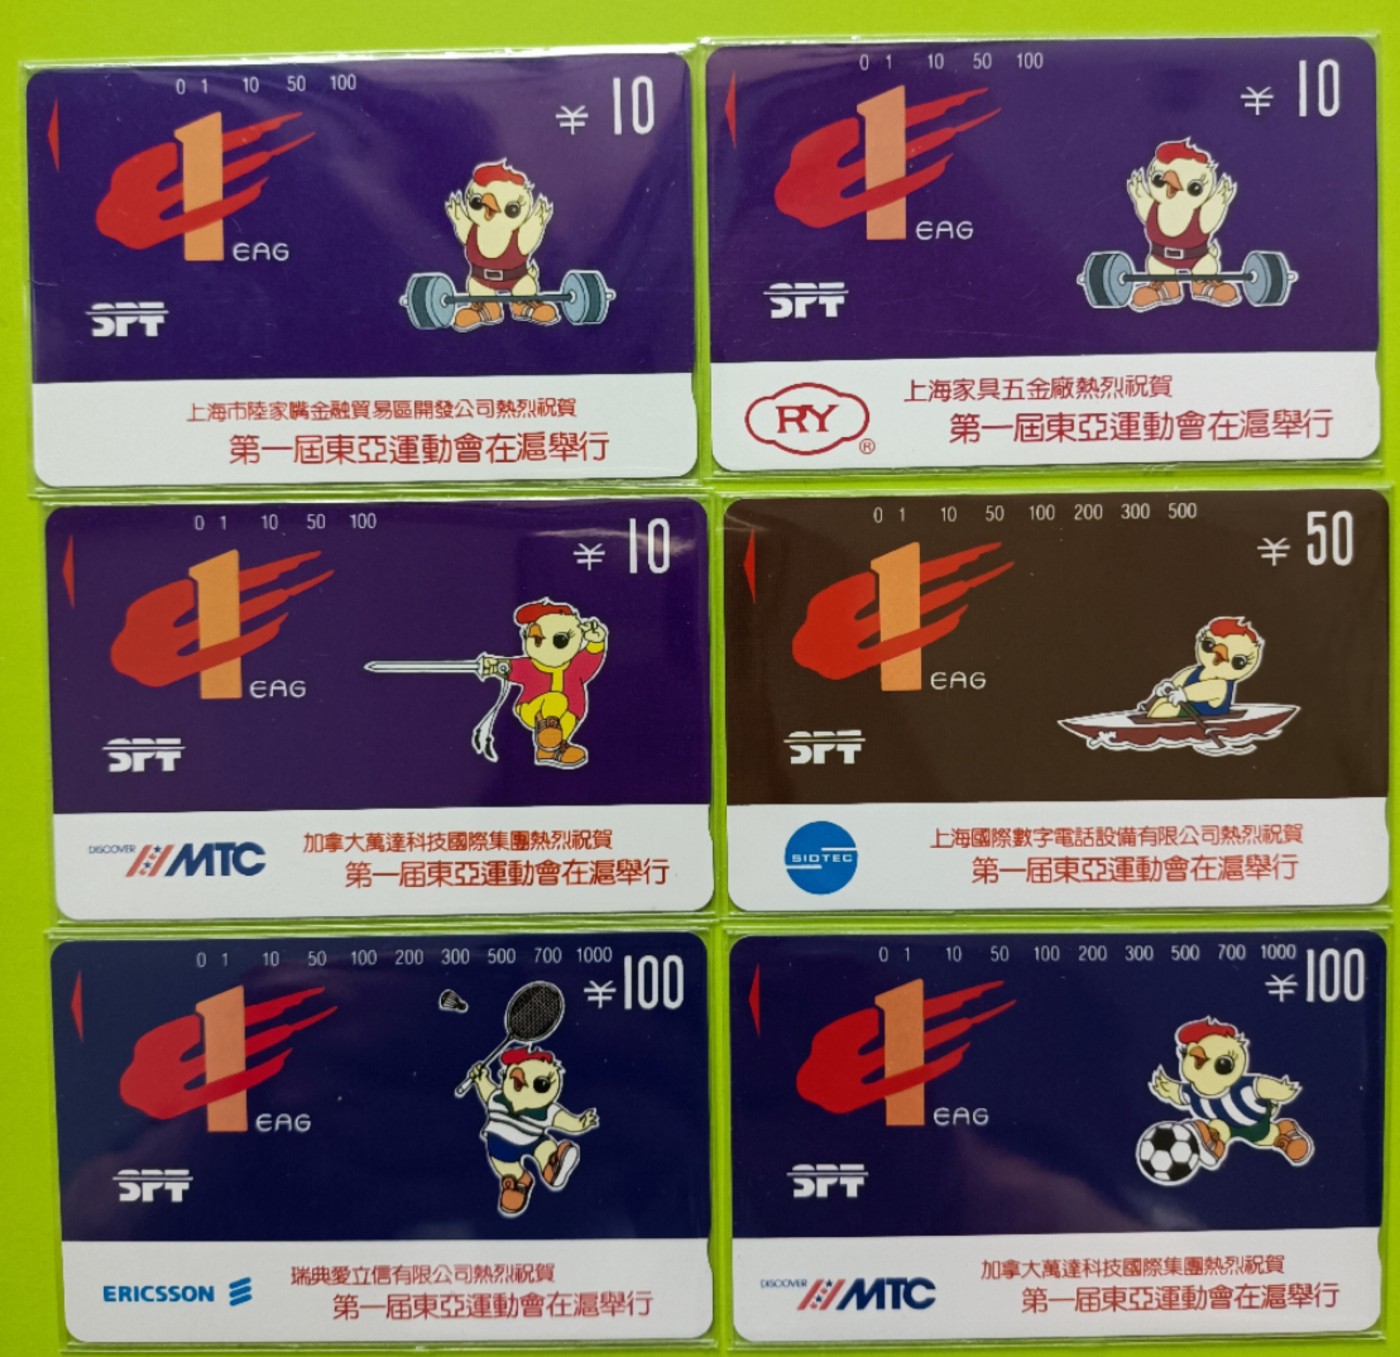 0 1 10 50 100
¥ 10
1
EAG
SPT
上海市陸家嘴金融貿易區開發公司熱烈祝賀
第一屆東亞運動會在滬舉行
0 1 10 50 100
¥ 10
1
EAG
SPT
RY
®
上海家具五金廠熱烈祝賀
第一屆東亞運動會在滬舉行
0 1 10 50 100
¥ 10
1
EAG
SPT
DISCOVER MTC
加拿大萬達科技國際集團熱烈祝賀
第一届東亞運動會在滬舉行
0 1 10 50 100 200 300 500
¥ 50
1
EAG
SPT
SIDTEC
上海國際數字電話設備有限公司熱烈祝賀
第一届東亞運動會在滬舉行
0 1 10 50 100 200 300 500 700 1000
¥100
1
EAG
SPT
ERICSSON
瑞典愛立信有限公司熱烈祝賀
第一届東亞運動會在滬舉行
0 1 10 50 100 200 300 500 700 1000
¥100
1
EAG
SPT
DISCOVER MTC
加拿大萬達科技國際集團熱烈祝賀
第一届東亞運動會在滬舉行